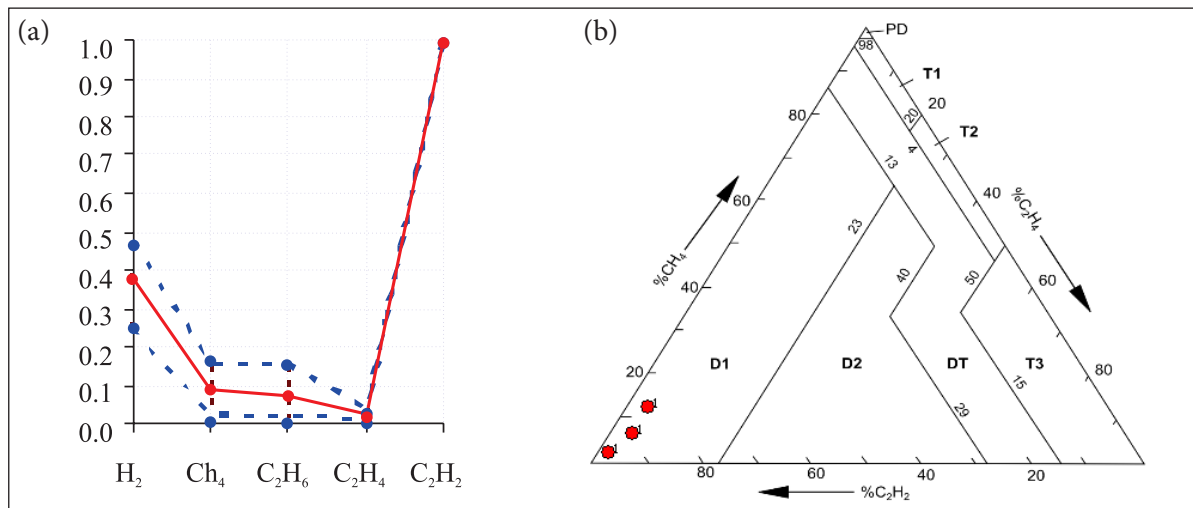 (a)
1.0
0.9
0.8
0.7
0.6
0.5
0.4
0.3
0.2
0.1
0.0
H₂ Ch₄ C₂H₆ C₂H₄ C₂H₂
(b)
PD
98
T1
20
20
T2
4
80
13
40
%C₂H₄
60
23
%CH₄
40
50
60
40
D1
D2
DT
T3
80
20
15
29
1
1
1
80 60 40 20
%C₂H₂